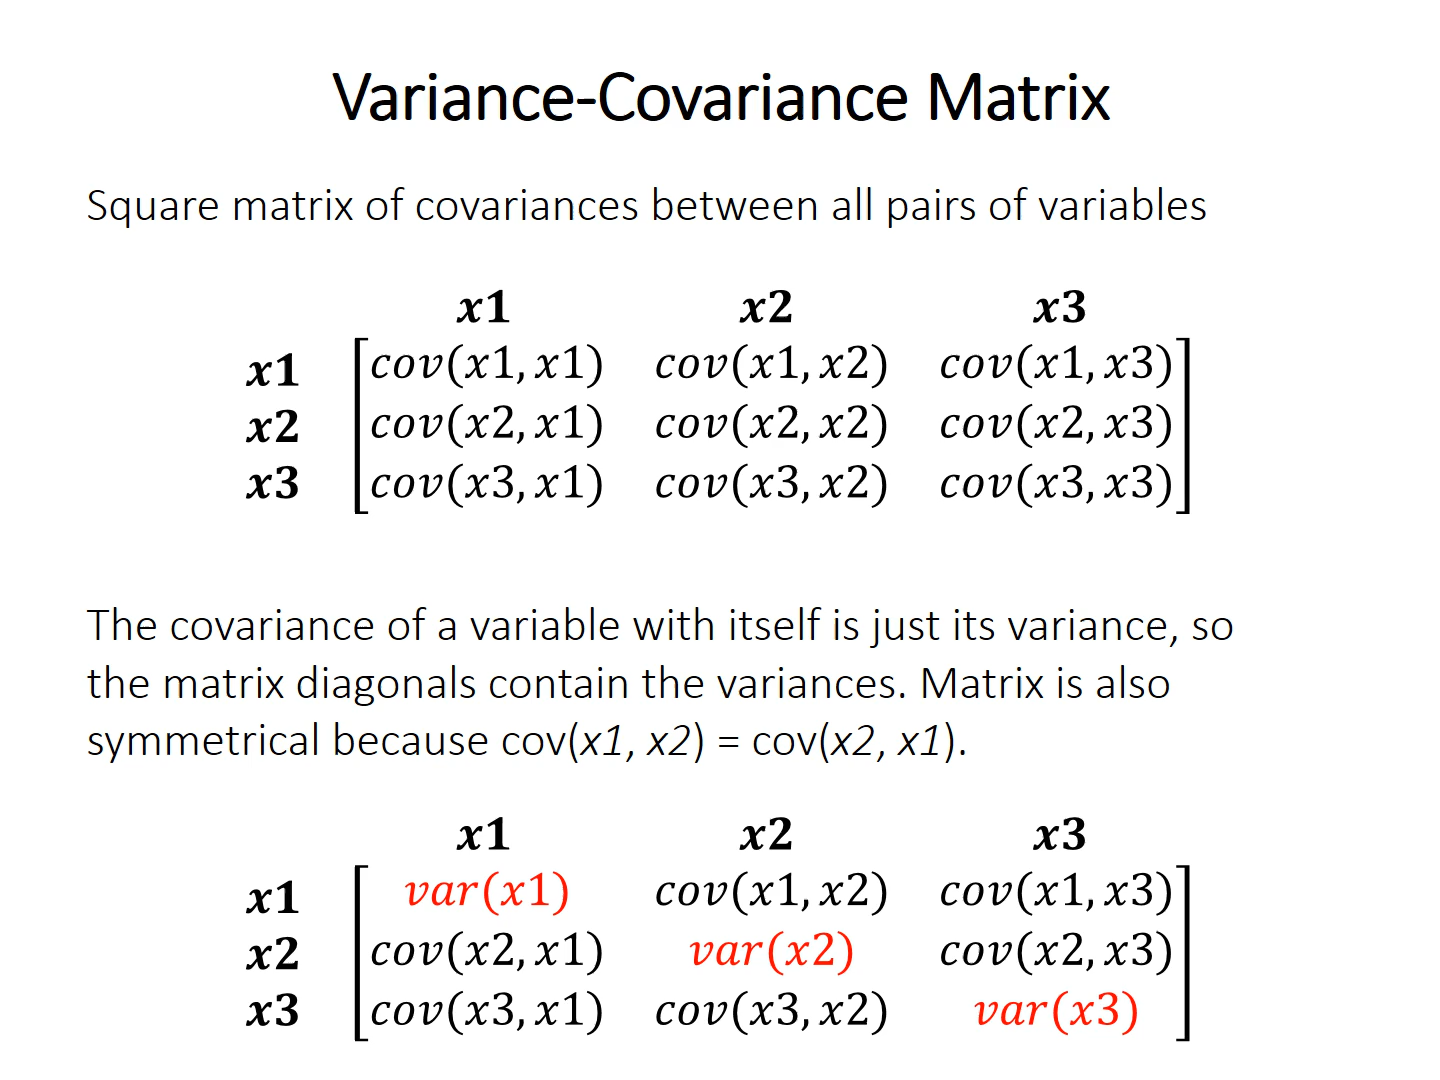 Variance-Covariance Matrix
Square matrix of covariances between all pairs of variables
x1 x2 x3
x1 [cov(x1, x1) cov(x1, x2) cov(x1, x3)]
x2 [cov(x2, x1) cov(x2, x2) cov(x2, x3)]
x3 [cov(x3, x1) cov(x3, x2) cov(x3, x3)]
The covariance of a variable with itself is just its variance, so
the matrix diagonals contain the variances. Matrix is also
symmetrical because cov(x1, x2) = cov(x2, x1).
x1 x2 x3
x1 [var(x1) cov(x1, x2) cov(x1, x3)]
x2 [cov(x2, x1) var(x2) cov(x2, x3)]
x3 [cov(x3, x1) cov(x3, x2) var(x3)]